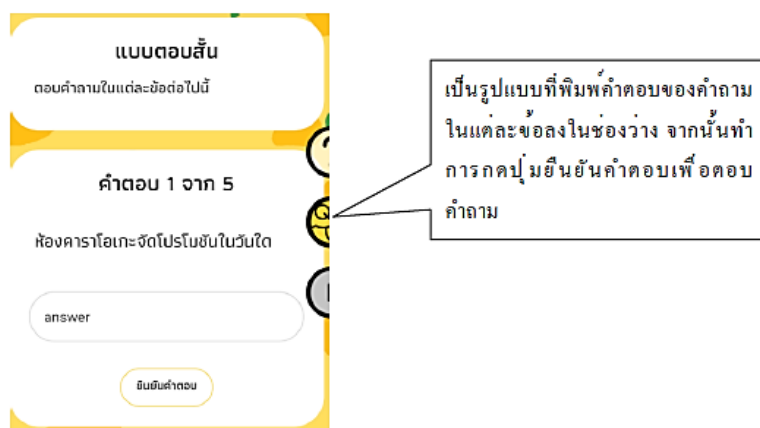 แบบตอบสั้น
ตอบคำถามในแต่ละข้อต่อไปนี้
คำตอบ 1 จาก 5
ห้องคาราโอเกะจัดโปรโมชันในวันใด
answer
ยืนยันคำตอบ
เป็นรูปแบบที่พิมพ์คำตอบของคำถาม
ในแต่ละข้อลงในช่องว่าง จากนั้นทำ
การกดปุ่มยืนยันคำตอบเพื่อตอบ
คำถาม